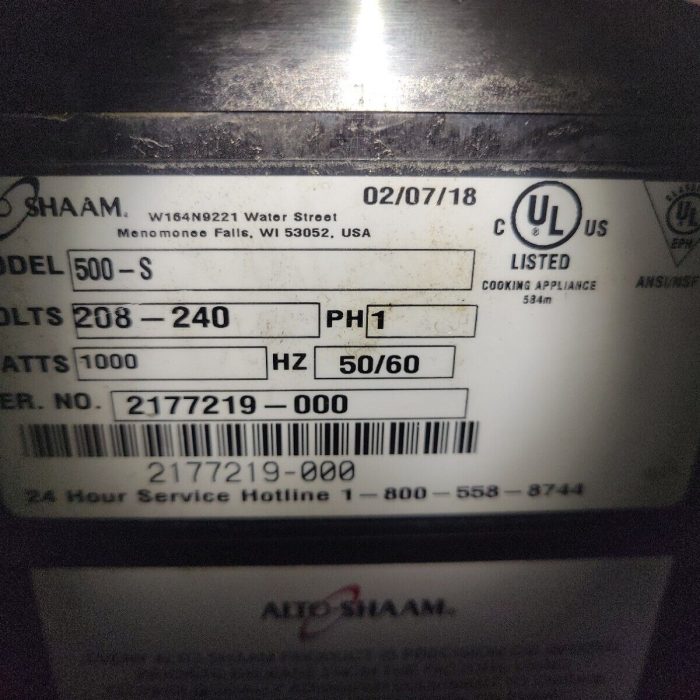 SHAAM®
02/07/18
W164N9221 Water Street
Menomonee Falls, WI 53052, USA
C UL® US
LISTED
COOKING APPLIANCE
584m
UL
EPH
ANSI/NSF
ODEL 500-S
OLTS 208-240 PH 1
ATTS 1000 HZ 50/60
ER. NO. 2177219-000
2177219-000
24 Hour Service Hotline 1-800-558-8744
ALTO-SHAAM®